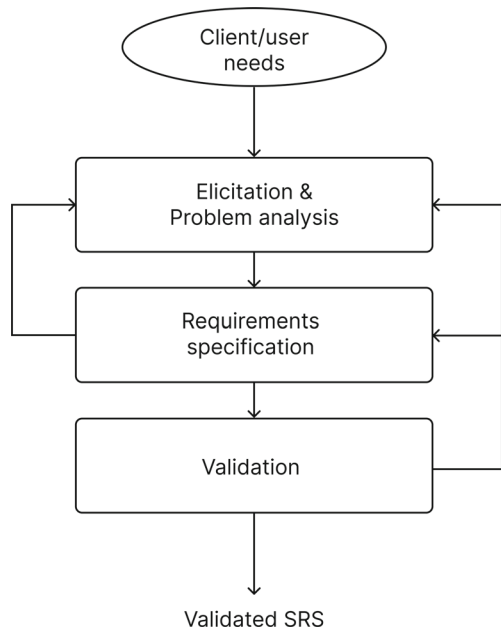 Client/user
needs
Elicitation &
Problem analysis
Requirements
specification
Validation
Validated SRS